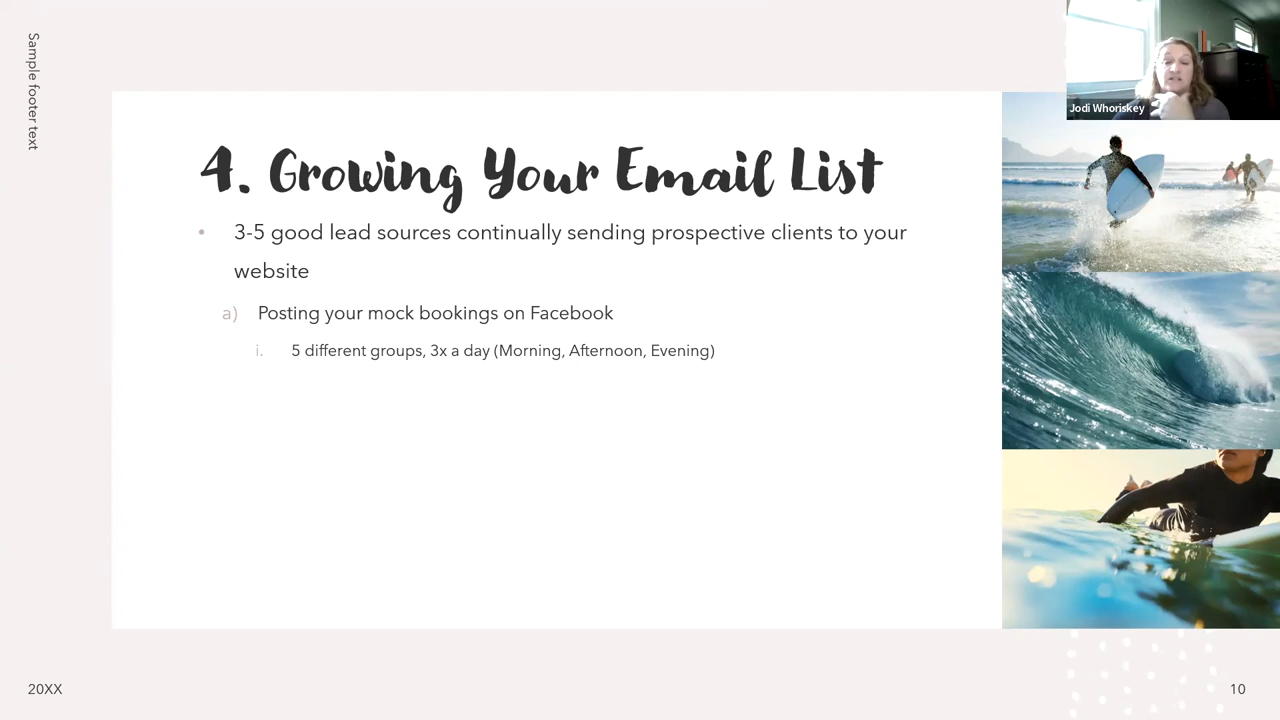 Sample footer text
Jodi Whoriskey
4. Growing Your Email List
• 3-5 good lead sources continually sending prospective clients to your
website
a) Posting your mock bookings on Facebook
i. 5 different groups, 3x a day (Morning, Afternoon, Evening)
20XX
10